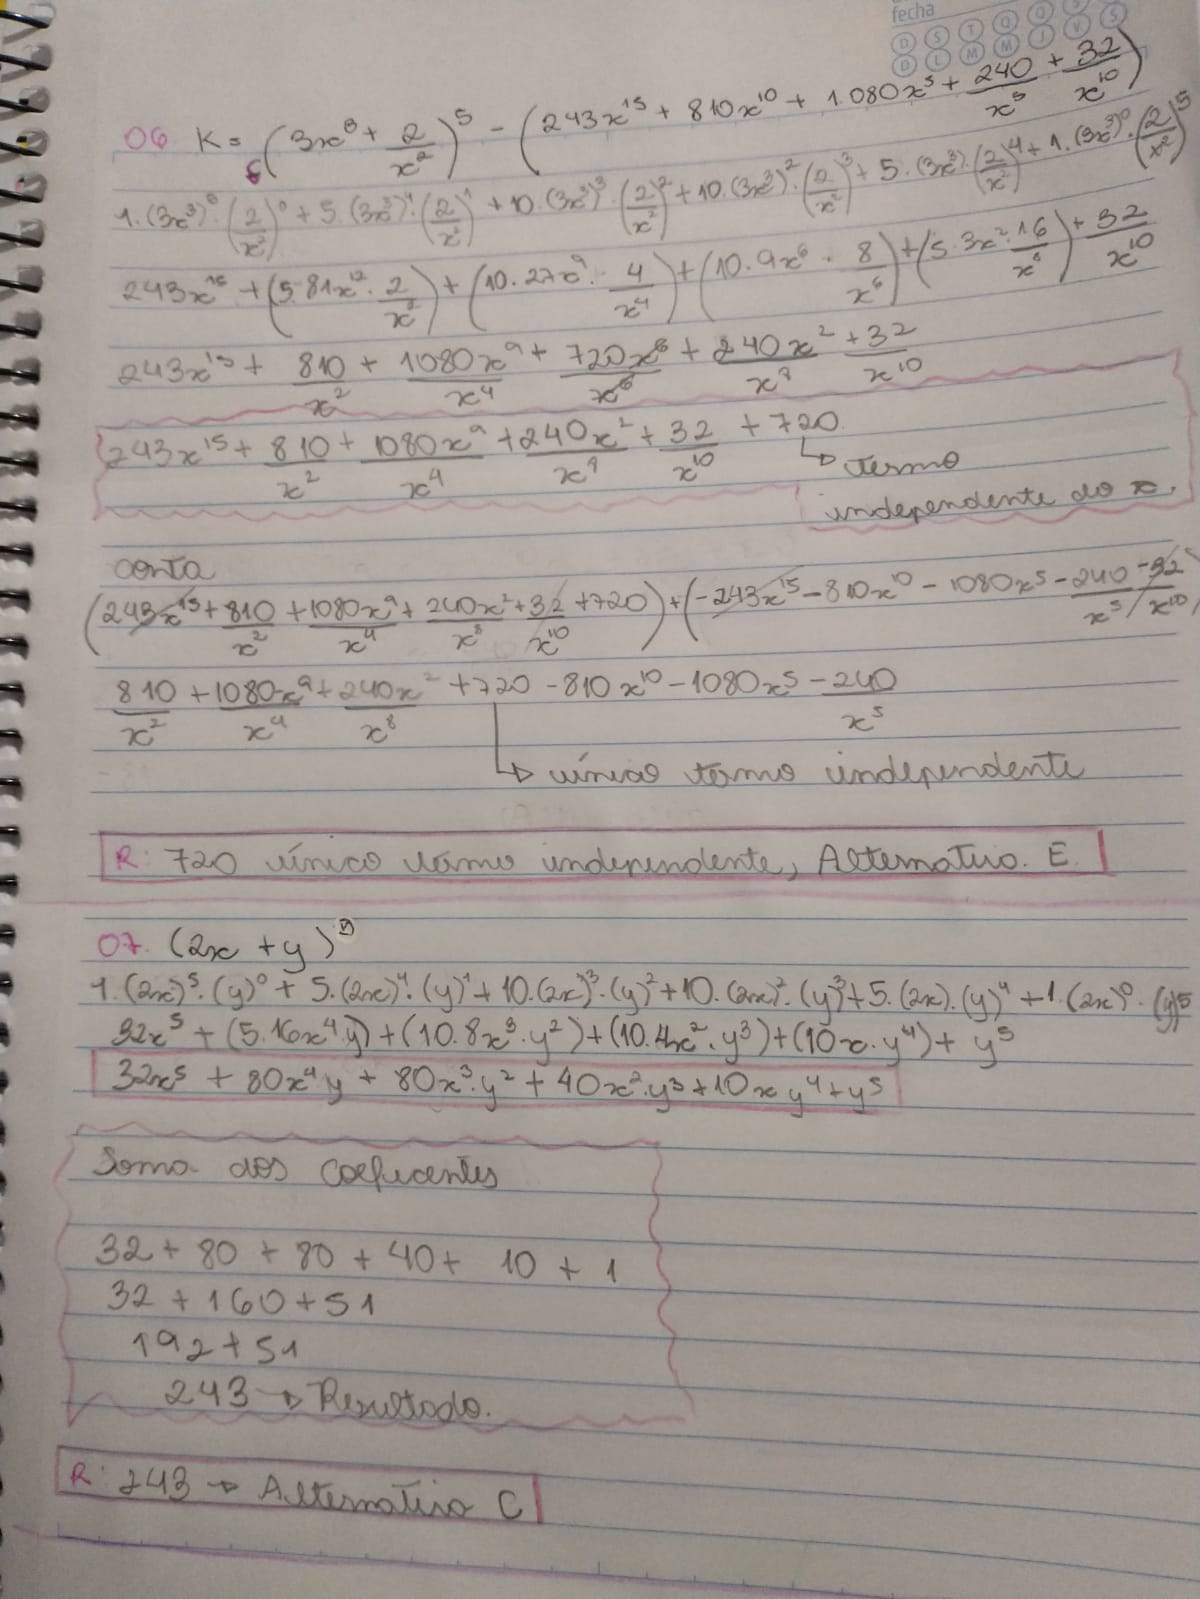 fecha
D S T Q Q S S
D L M M J V S
06 K = (3x³ + 2/x²)⁵ - (243x¹⁵ + 810x¹⁰ + 1.080x⁵ + 240/x⁵ + 32/x¹⁰)
1.(3x³)⁵.(2/x²)⁰ + 5.(3x³)⁴.(2/x²)¹ + 10.(3x³)³.(2/x²)² + 10.(3x³)².(2/x²)³ + 5.(3x³).(2/x²)⁴ + 1.(3x³)⁰.(2/x²)⁵
243x¹⁵ + (5.81x¹².2/x²) + (10.27x⁹.4/x⁴) + (10.9x⁶.8/x⁶) + (5.3x².16/x⁸) + 32/x¹⁰
243x¹⁵ + 810/x² + 1080x⁹/x⁴ + 720x⁶/x⁶ + 240x²/x⁸ + 32/x¹⁰
243x¹⁵ + 810/x² + 1080x⁹/x⁴ + 240x²/x⁸ + 32/x¹⁰ + 720
↳ termo
independente do x.
conta
(243x¹⁵ + 810/x² + 1080x⁹/x⁴ + 240x²/x⁸ + 32/x¹⁰ + 720) + (-243x¹⁵ - 810x¹⁰ - 1080x⁵ - 240/x⁵ - 32/x¹⁰)
810/x² + 1080x⁹/x⁴ + 240x²/x⁸ + 720 - 810x¹⁰ - 1080x⁵ - 240/x⁵
↳ único termo independente
R: 720 único termo independente, Alternativa. E.
07. (2x + y)⁵
1.(2x)⁵.(y)⁰ + 5.(2x)⁴.(y)¹ + 10.(2x)³.(y)² + 10.(2x)².(y)³ + 5.(2x).(y)⁴ + 1.(2x)⁰.(y)⁵
32x⁵ + (5.16x⁴y) + (10.8x³.y²) + (10.4x².y³) + (10x.y⁴) + y⁵
32x⁵ + 80x⁴y + 80x³.y² + 40x².y³ + 10xy⁴ + y⁵
Soma dos coeficentes
32 + 80 + 80 + 40 + 10 + 1
32 + 160 + 51
192 + 51
243 → Resultado.
R: 243 → Alternativa C